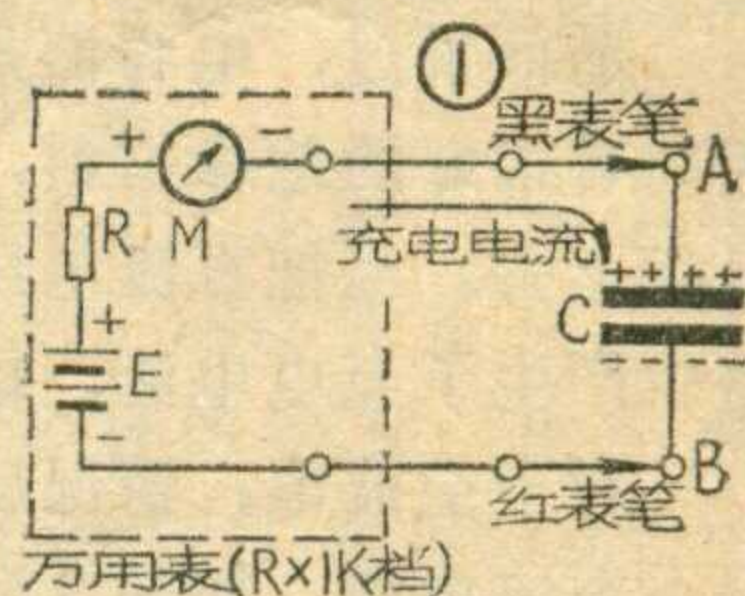 ①
黑表笔
+ − A
R M
充电电流
+ + + +
C
+
E
− − − − −
−
B
红表笔
万用表(R×1K档)